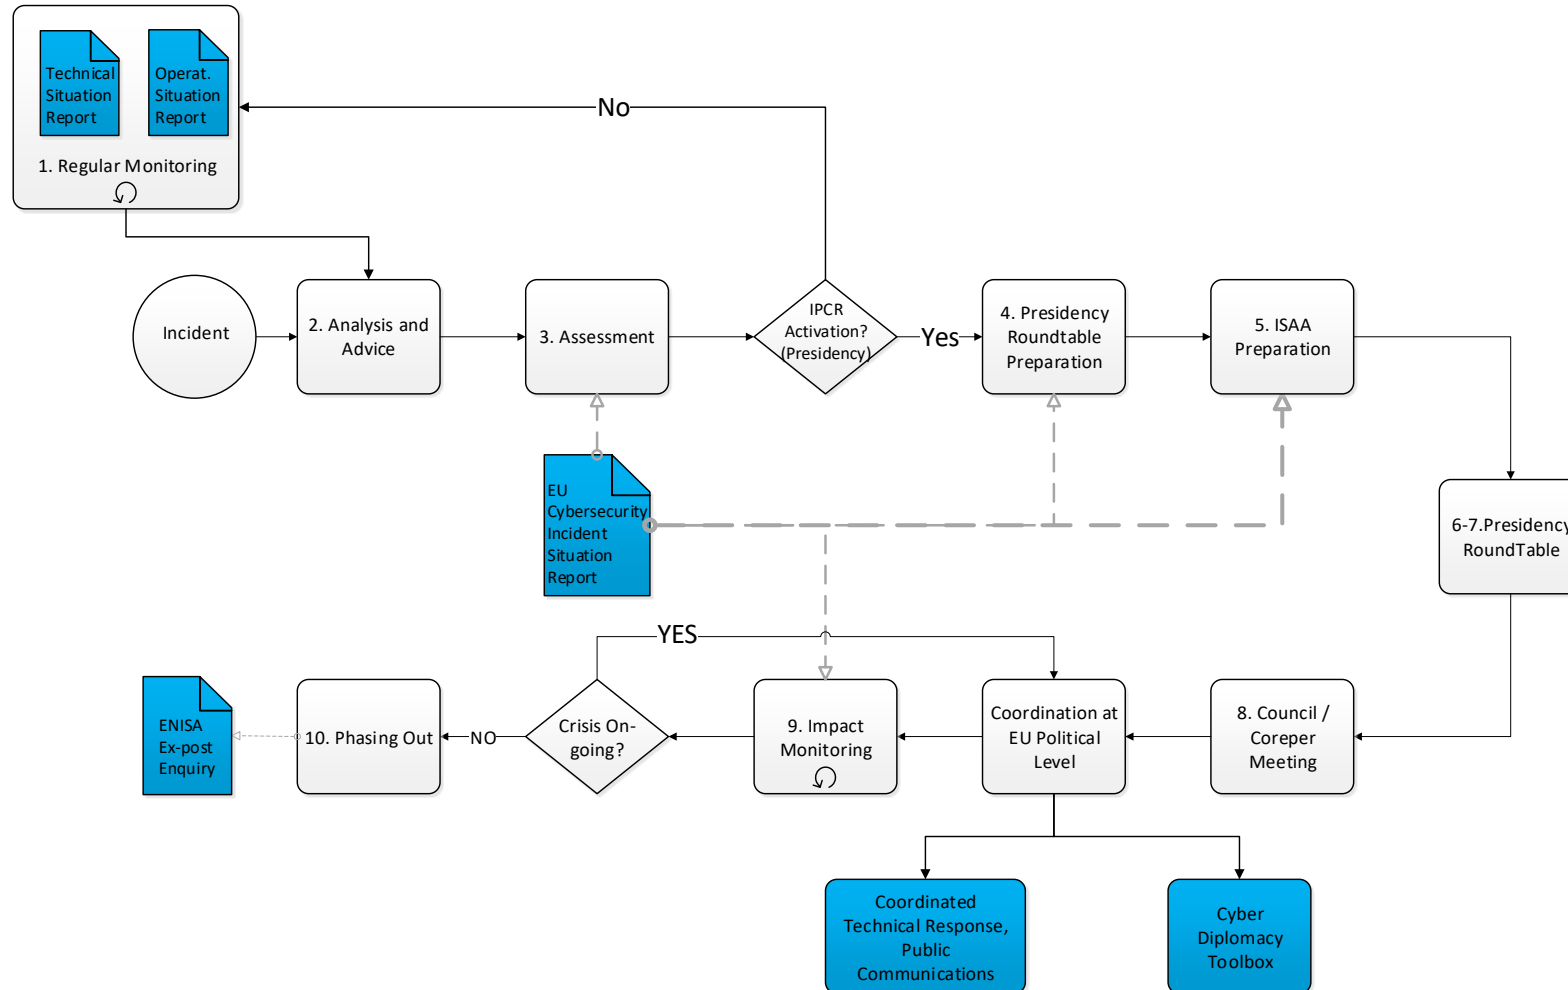 Technical
Situation
Report
Operat.
Situation
Report
1. Regular Monitoring
No
Incident
2. Analysis and
Advice
3. Assessment
IPCR
Activation?
(Presidency)
Yes
4. Presidency
Roundtable
Preparation
5. ISAA
Preparation
EU
Cybersecurity
Incident
Situation
Report
6-7.Presidency
RoundTable
YES
ENISA
Ex-post
Enquiry
10. Phasing Out
NO
Crisis On-
going?
9. Impact
Monitoring
Coordination at
EU Political
Level
8. Council /
Coreper
Meeting
Coordinated
Technical Response,
Public
Communications
Cyber
Diplomacy
Toolbox